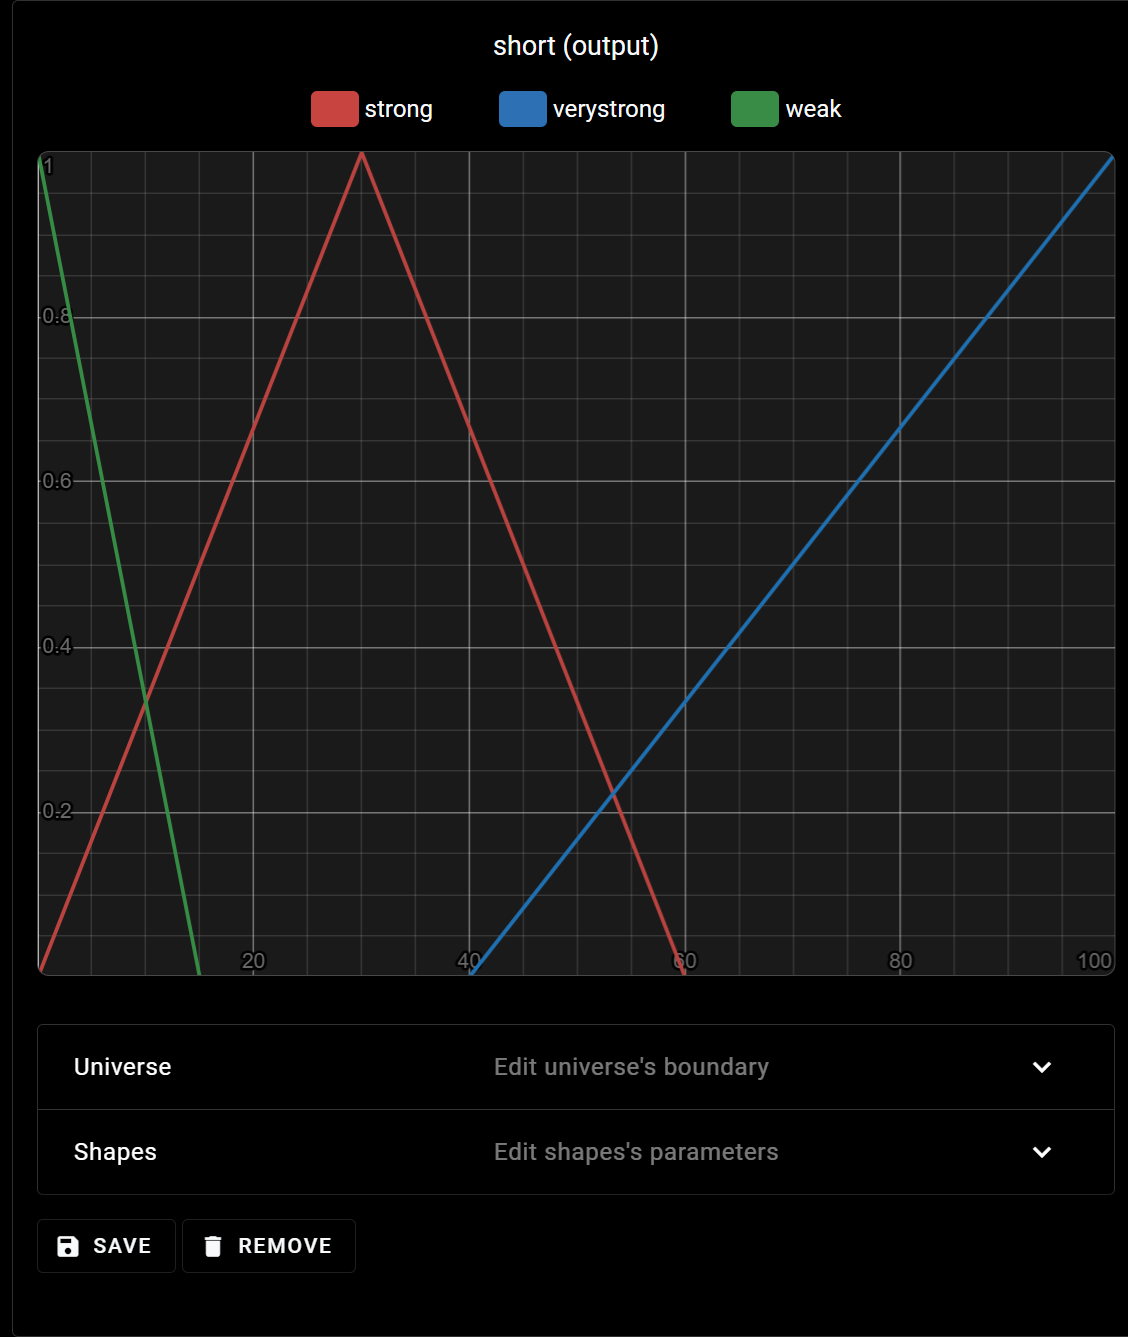 short (output)
strong verystrong weak
1
0.8
0.6
0.4
0.2
20 40 60 80 100
Universe Edit universe's boundary
Shapes Edit shapes's parameters
SAVE REMOVE